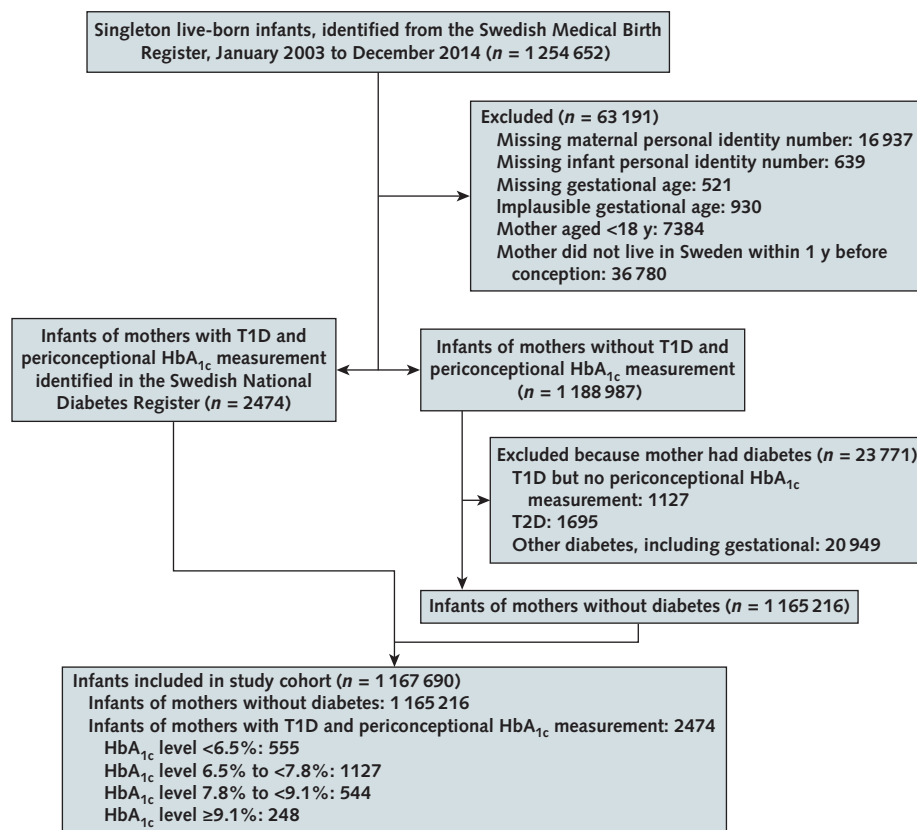 Singleton live-born infants, identified from the Swedish Medical Birth
Register, January 2003 to December 2014 (n = 1 254 652)
Excluded (n = 63 191)
Missing maternal personal identity number: 16 937
Missing infant personal identity number: 639
Missing gestational age: 521
Implausible gestational age: 930
Mother aged <18 y: 7384
Mother did not live in Sweden within 1 y before
conception: 36 780
Infants of mothers with T1D and
periconceptional HbA1c measurement
identified in the Swedish National
Diabetes Register (n = 2474)
Infants of mothers without T1D and
periconceptional HbA1c measurement
(n = 1 188 987)
Excluded because mother had diabetes (n = 23 771)
T1D but no periconceptional HbA1c
measurement: 1127
T2D: 1695
Other diabetes, including gestational: 20 949
Infants of mothers without diabetes (n = 1 165 216)
Infants included in study cohort (n = 1 167 690)
Infants of mothers without diabetes: 1 165 216
Infants of mothers with T1D and periconceptional HbA1c measurement: 2474
HbA1c level <6.5%: 555
HbA1c level 6.5% to <7.8%: 1127
HbA1c level 7.8% to <9.1%: 544
HbA1c level ≥9.1%: 248